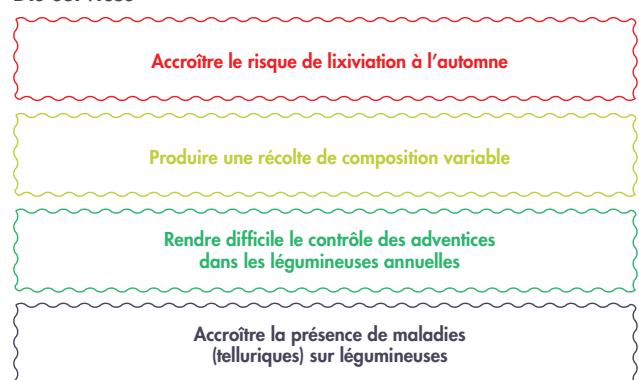 Accroître le risque de lixiviation à l'automne
Produire une récolte de composition variable
Rendre difficile le contrôle des adventices
dans les légumineuses annuelles
Accroître la présence de maladies
(telluriques) sur légumineuses